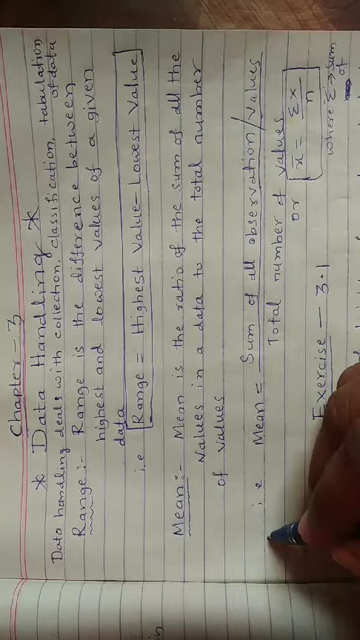 Chapter-3
* Data Handling *
Data handling deals with collection, classification, tabulation
of data
Range:- Range is the difference between
highest and lowest values of a given
data
i.e Range = Highest Value - Lowest Value
Mean:- Mean is the ratio of the sum of all the
Values in a data to the total number
of values
i.e Mean = Sum of all observation/values
Total number of values
or x̄ = Σx
n
where Σ→sum
of
Exercise - 3.1